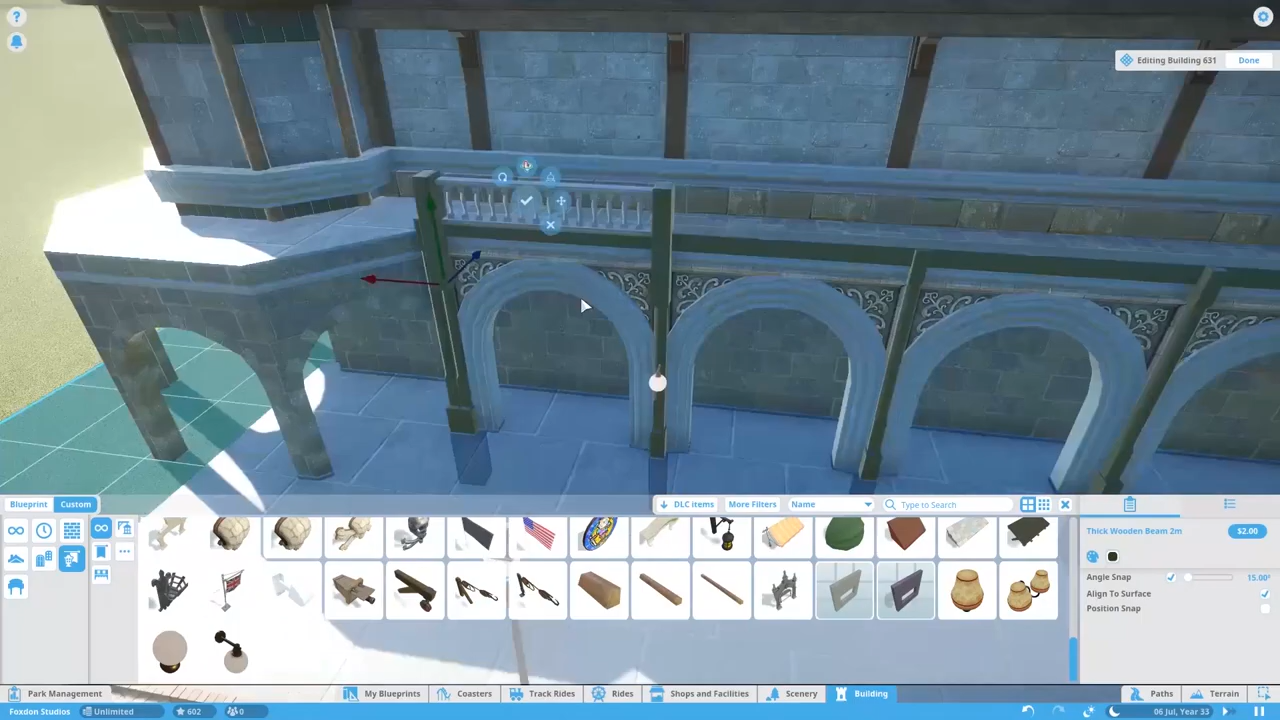 ?
Editing Building 631 Done
Blueprint Custom
DLC items More Filters Name Type to Search
Thick Wooden Beam 2m $2.00
Angle Snap 15.00°
Align To Surface
Position Snap
Park Management My Blueprints Coasters Track Rides Rides Shops and Facilities Scenery Building Paths Terrain
Foxdon Studios Unlimited 602 0 06 Jul, Year 33